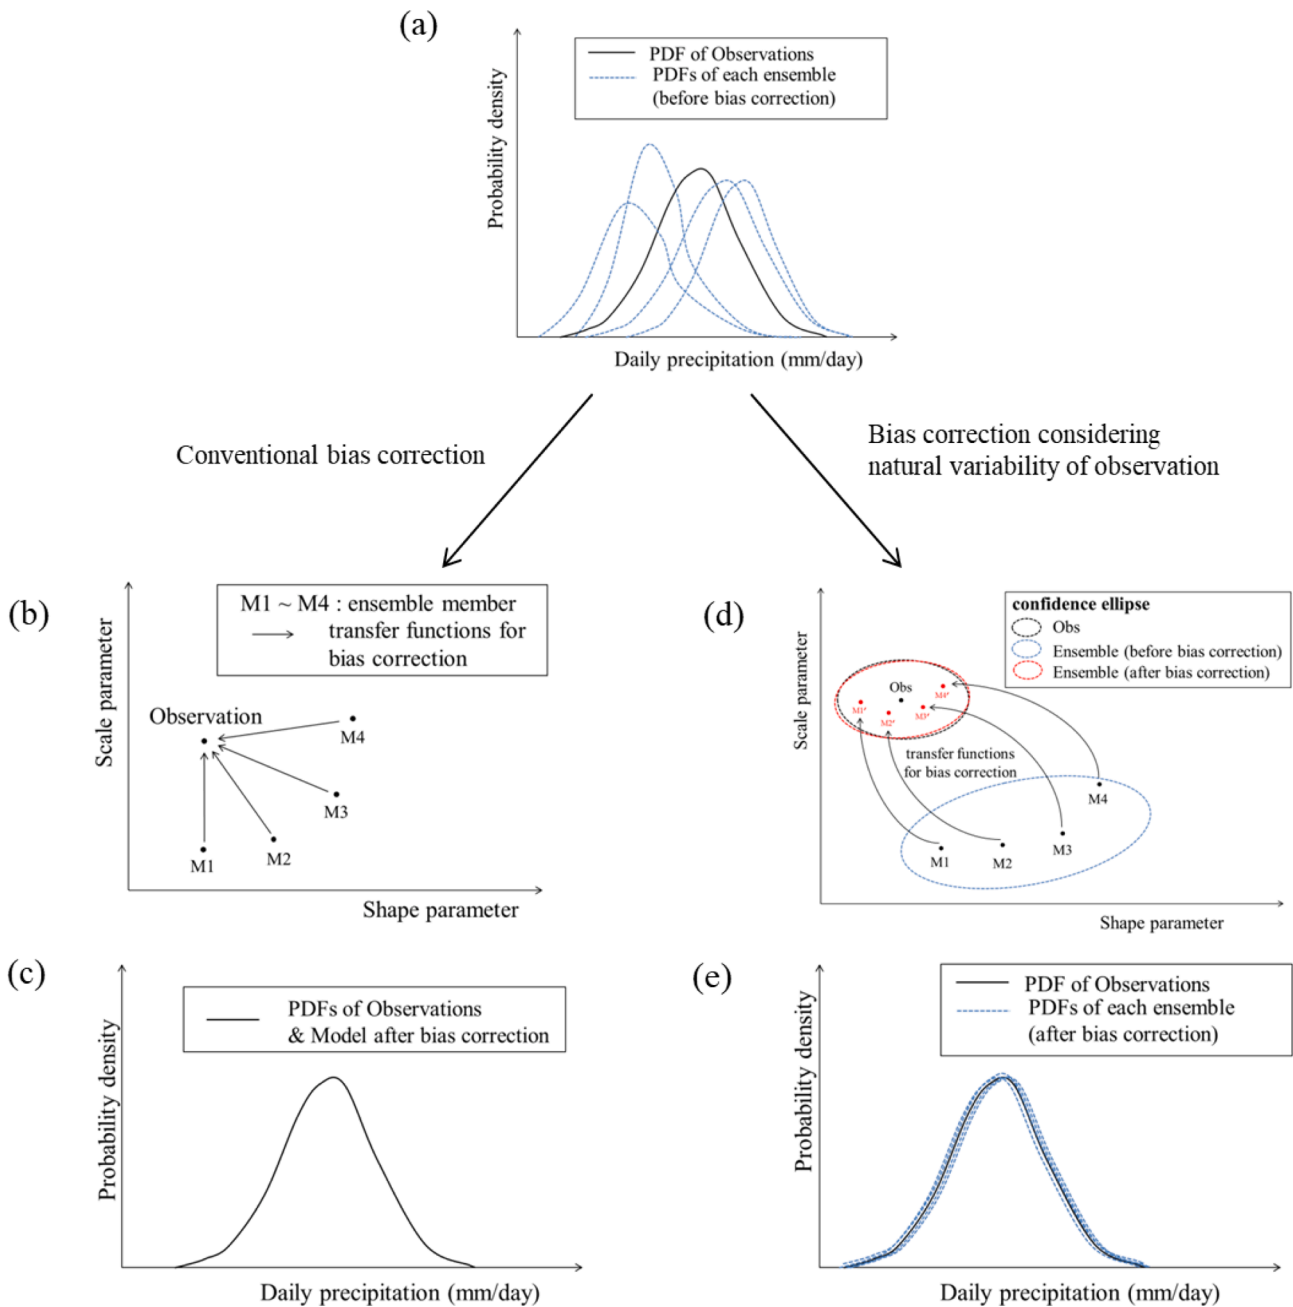 (a)
PDF of Observations
PDFs of each ensemble
(before bias correction)
Probability density
Daily precipitation (mm/day)
Conventional bias correction
Bias correction considering
natural variability of observation
(b)
M1 ~ M4 : ensemble member
transfer functions for
bias correction
Scale parameter
Observation
M4
M3
M2
M1
Shape parameter
(d)
confidence ellipse
Obs
Ensemble (before bias correction)
Ensemble (after bias correction)
Scale parameter
Obs
M4'
M1'
M2'
M3'
transfer functions
for bias correction
M4
M3
M1
M2
Shape parameter
(c)
PDFs of Observations
& Model after bias correction
Probability density
Daily precipitation (mm/day)
(e)
PDF of Observations
PDFs of each ensemble
(after bias correction)
Probability density
Daily precipitation (mm/day)